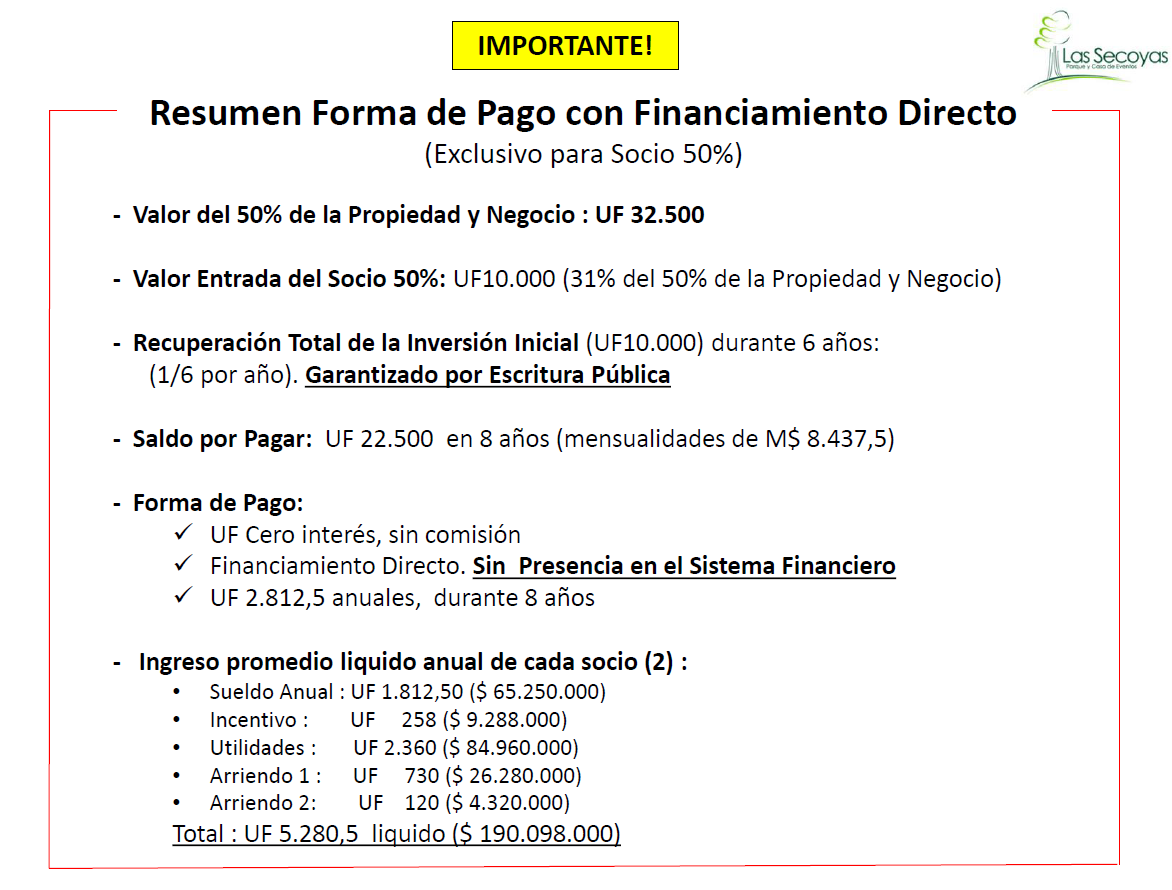 IMPORTANTE!
Las Secoyas
Parque y Casa de Eventos
Resumen Forma de Pago con Financiamiento Directo
(Exclusivo para Socio 50%)
- Valor del 50% de la Propiedad y Negocio : UF 32.500
- Valor Entrada del Socio 50%: UF10.000 (31% del 50% de la Propiedad y Negocio)
- Recuperación Total de la Inversión Inicial (UF10.000) durante 6 años:
(1/6 por año). Garantizado por Escritura Pública
- Saldo por Pagar: UF 22.500 en 8 años (mensualidades de M$ 8.437,5)
- Forma de Pago:
✓ UF Cero interés, sin comisión
✓ Financiamiento Directo. Sin Presencia en el Sistema Financiero
✓ UF 2.812,5 anuales, durante 8 años
- Ingreso promedio liquido anual de cada socio (2) :
• Sueldo Anual : UF 1.812,50 ($ 65.250.000)
• Incentivo : UF 258 ($ 9.288.000)
• Utilidades : UF 2.360 ($ 84.960.000)
• Arriendo 1 : UF 730 ($ 26.280.000)
• Arriendo 2: UF 120 ($ 4.320.000)
Total : UF 5.280,5 liquido ($ 190.098.000)